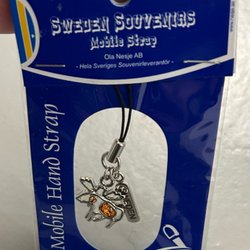 SWEDEN SOUVENIRS
Mobile Strap
Ola Nesje AB
- Hela Sveriges Souvenirleverantör -
Mobile Hand Strap